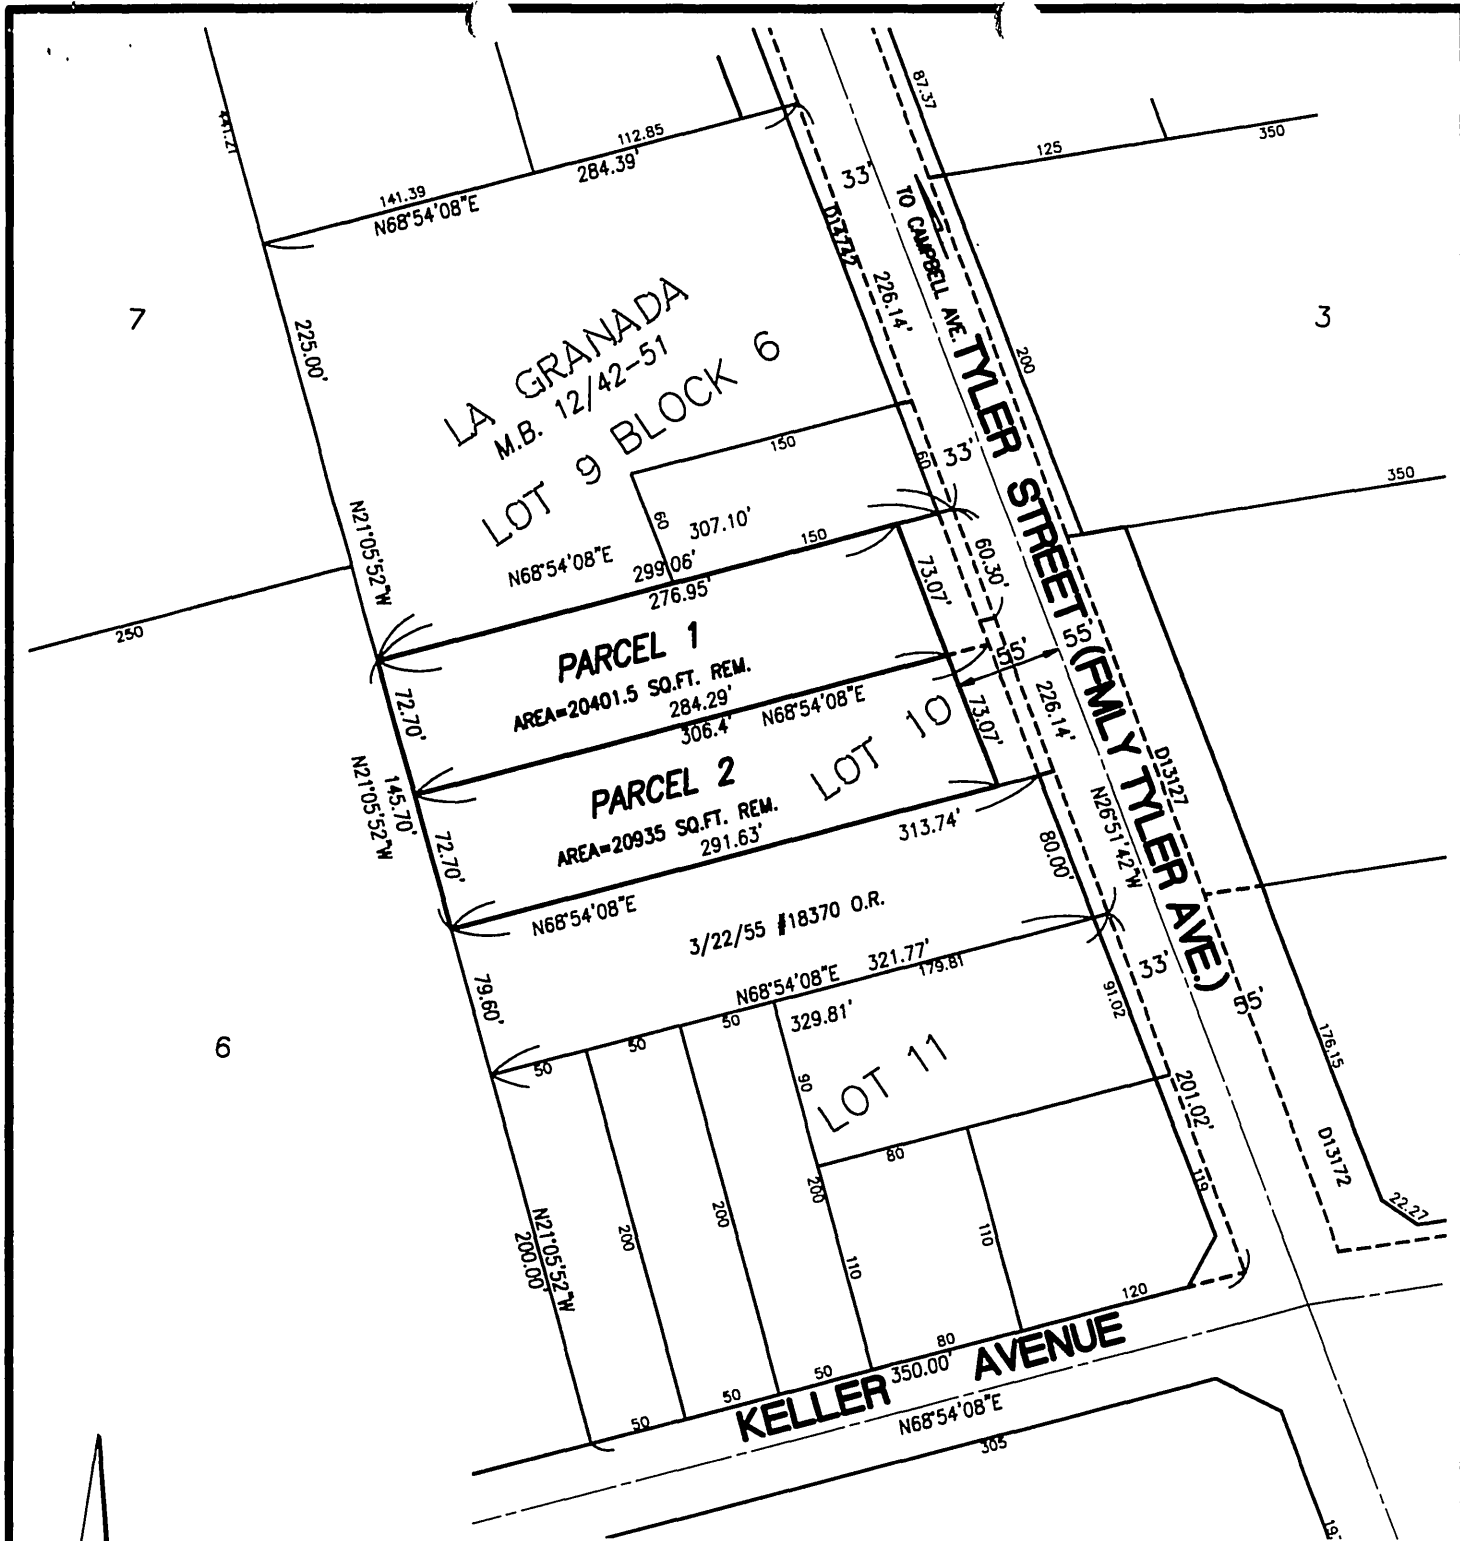 441.21
141.39
N68°54'08"E
112.85
284.39'
87.37
125
350
33'
D14742
TO CAMPBELL AVE.
226.14'
200
7
3
225.00'
LA GRANADA
M.B. 12/42-51
LOT 9 BLOCK 6
TYLER STREET (FMLY TYLER AVE.)
150
60
33'
350
N21°05'52"W
60
307.10'
N68°54'08"E
299.06'
150
276.95'
73.07'
60.30'
250
PARCEL 1
AREA=20401.5 SQ.FT. REM.
55'
55'
72.70'
284.29'
N68°54'08"E
306.4'
LOT 10
73.07'
226.14'
145.70'
N21°05'52"W
PARCEL 2
AREA=20935 SQ.FT. REM.
D13127
N26°51'42"W
72.70'
291.63'
313.74'
80.00'
N68°54'08"E
3/22/55 #18370 O.R.
79.60'
N68°54'08"E
321.77'
179.81
33'
55'
91.02
6
50
50
50
329.81'
LOT 11
90
176.15
201.02'
80
D13172
200
119
22.27
N21°05'52"W
200.00'
200
200
110
110
120
80
KELLER AVENUE
50
50
50
350.00'
N68°54'08"E
305